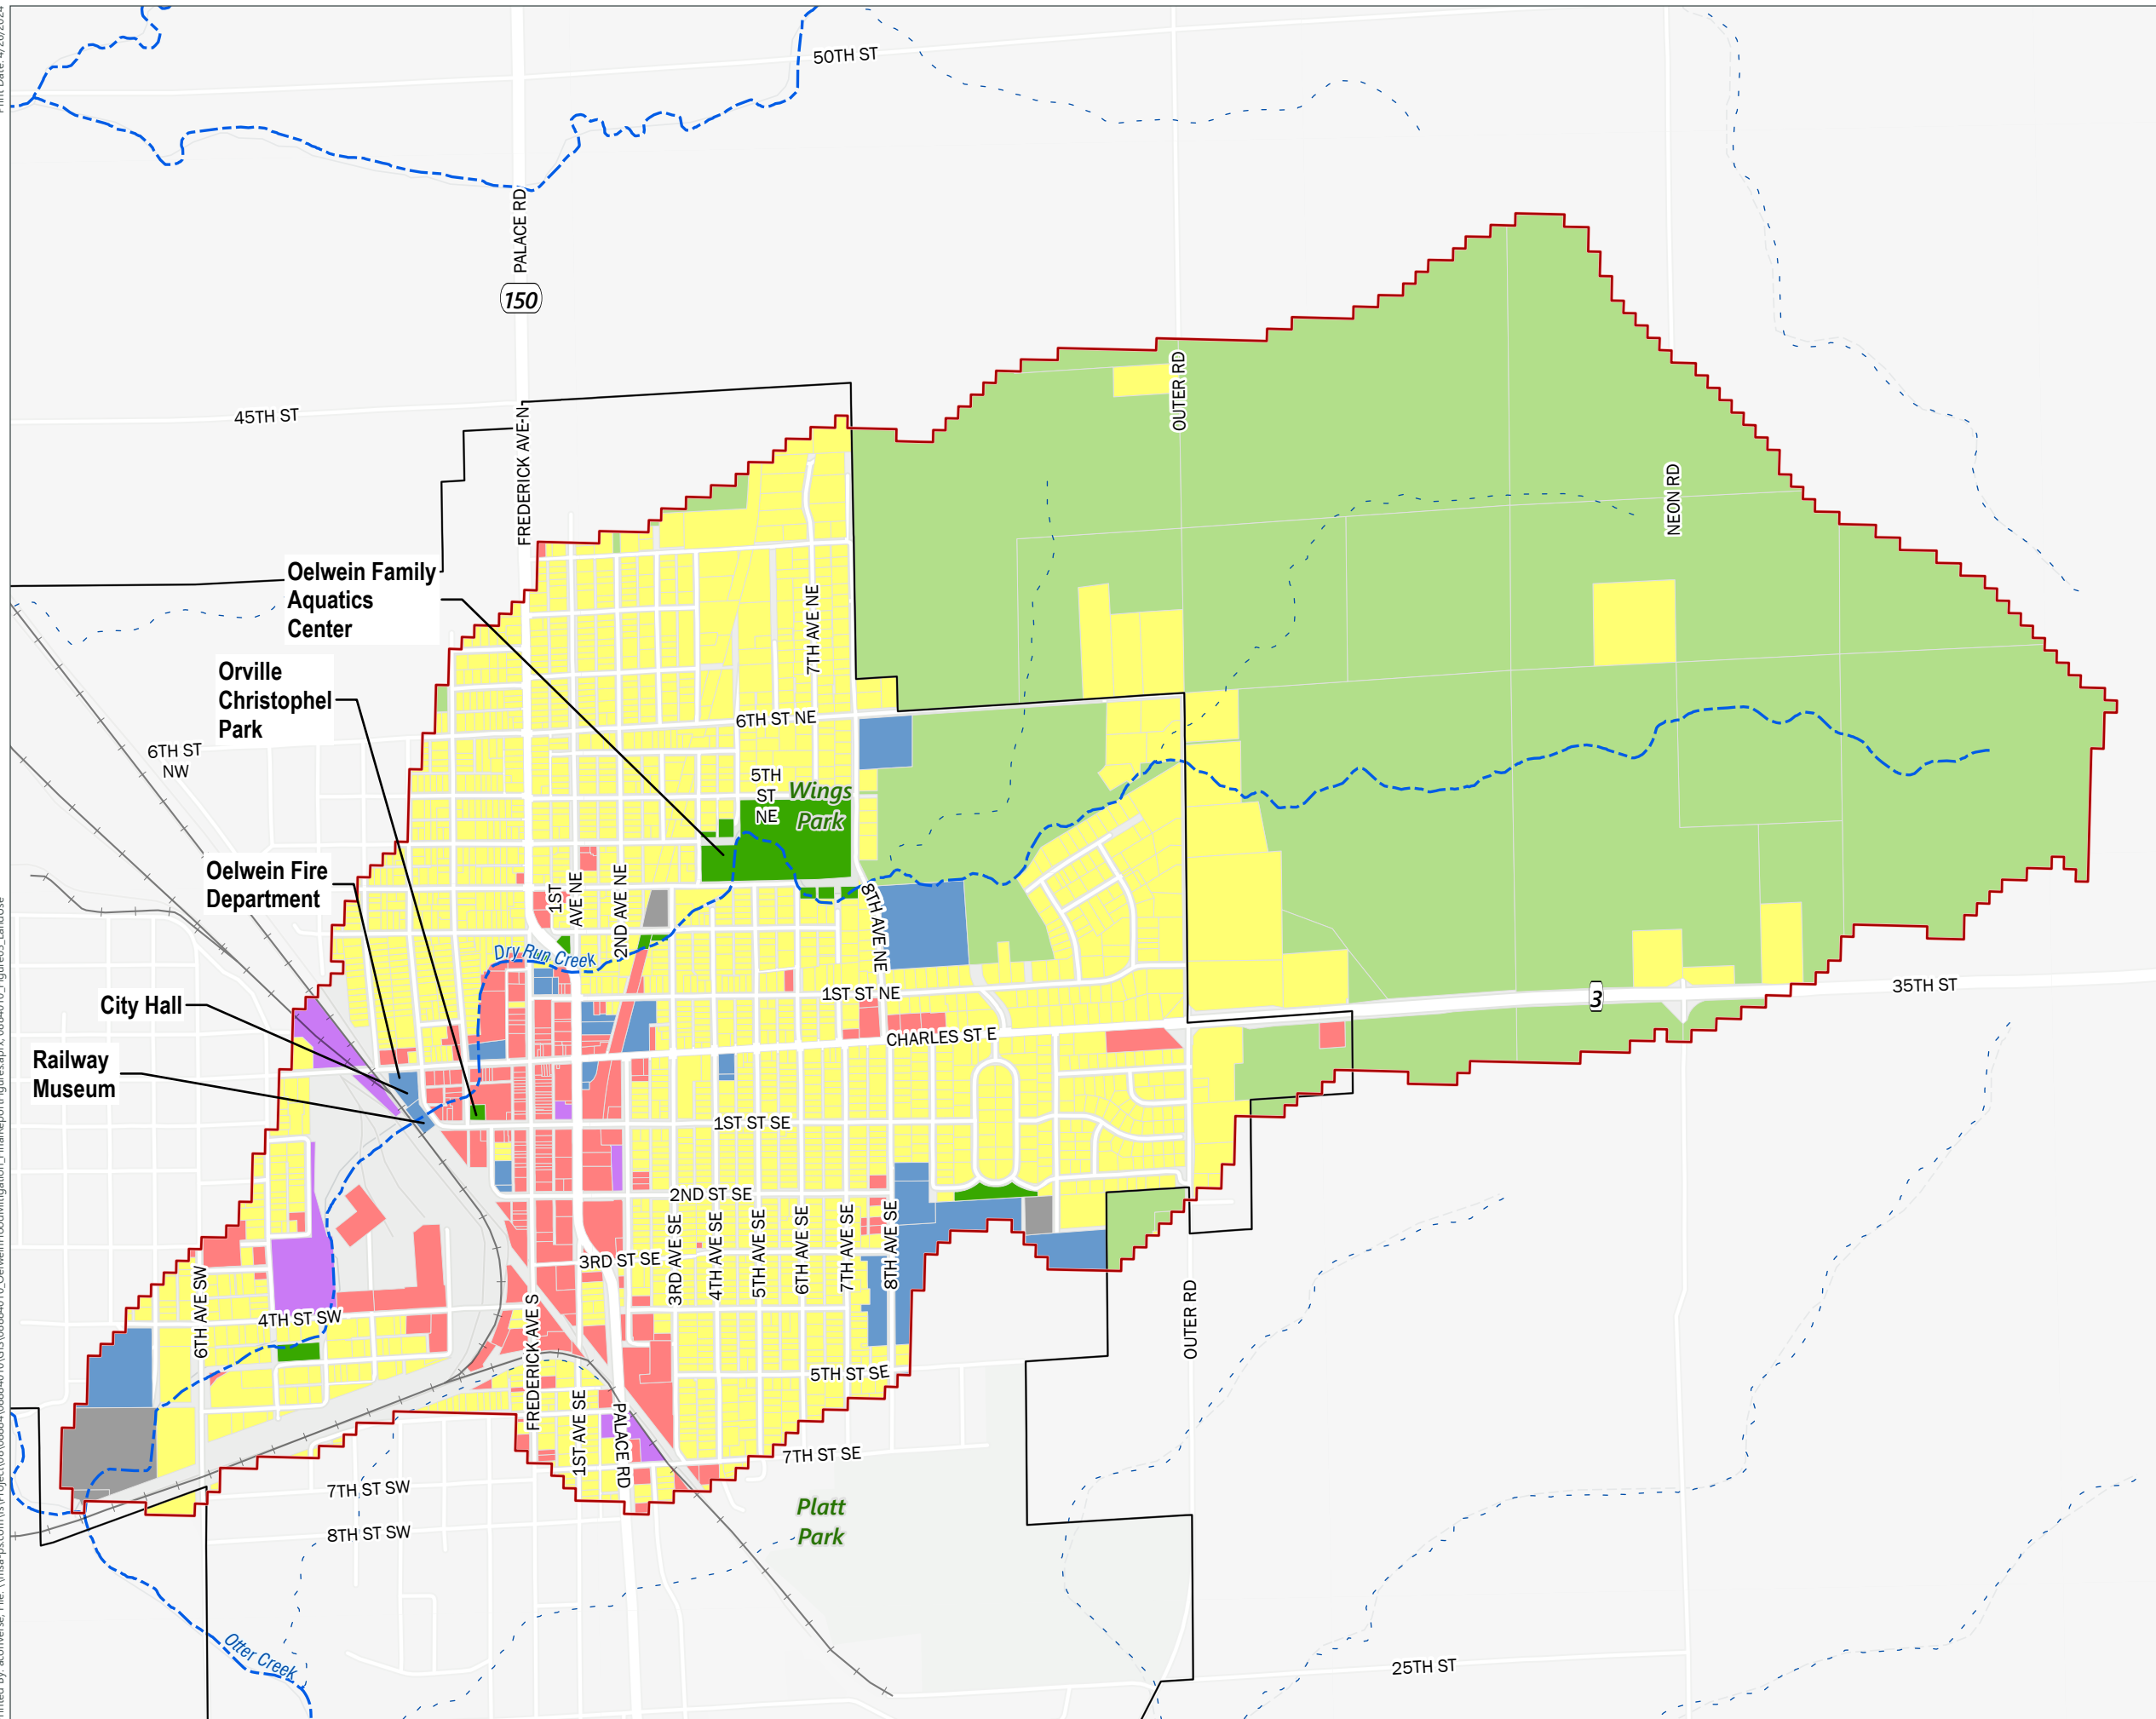 50TH ST
PALACE RD
150
OUTER RD
45TH ST
FREDERICK AVE-N
NEON RD
Oelwein Family
Aquatics
Center
7TH AVE NE
Orville
Christophel
Park
6TH ST NE
6TH ST
NW
5TH
ST
NE
Wings
Park
Oelwein Fire
Department
1ST
AVE NE
2ND AVE NE
8TH AVE NE
Dry Run Creek
1ST ST NE
35TH ST
3
City Hall
CHARLES ST E
Railway
Museum
1ST ST SE
2ND ST SE
3RD ST SE
3RD AVE SE
4TH AVE SE
5TH AVE SE
6TH AVE SE
7TH AVE SE
8TH AVE SE
6TH AVE SW
4TH ST SW
FREDERICK AVE S
OUTER RD
5TH ST SE
1ST AVE SE
PALACE RD
7TH ST SE
7TH ST SW
8TH ST SW
Platt
Park
Otter Creek
25TH ST